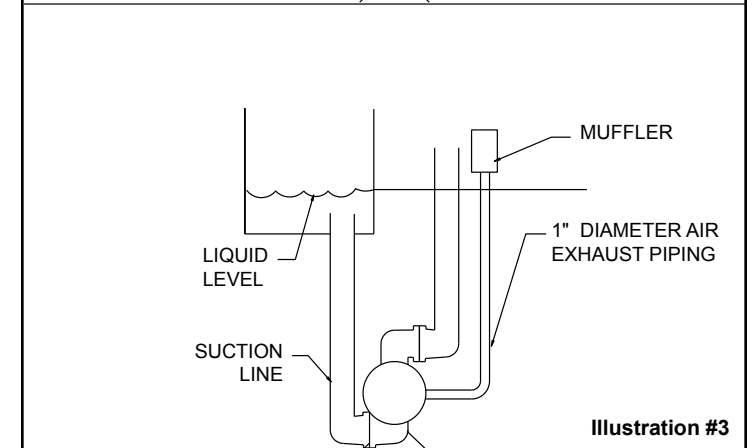 MUFFLER
1" DIAMETER AIR
EXHAUST PIPING
LIQUID
LEVEL
SUCTION
LINE
Illustration #3